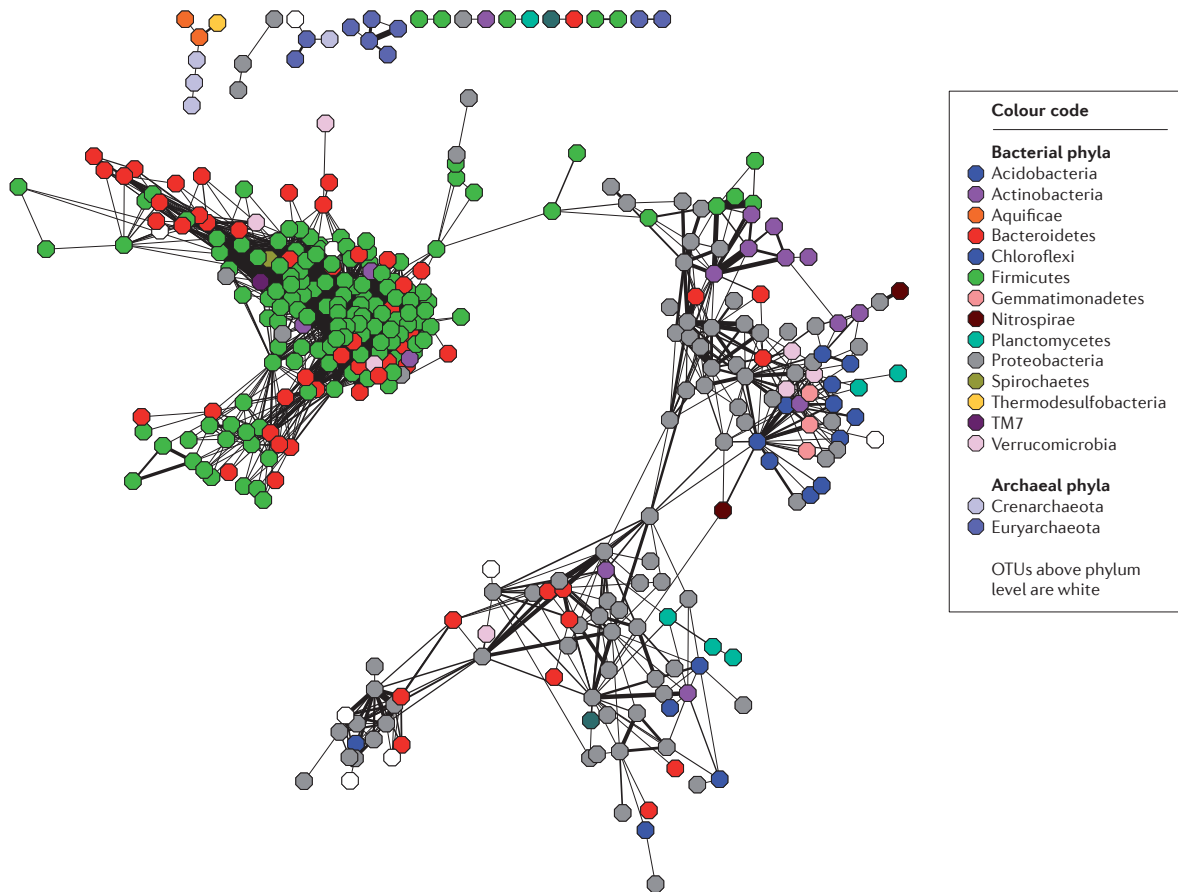 Colour code
Bacterial phyla
Acidobacteria
Actinobacteria
Aquificae
Bacteroidetes
Chloroflexi
Firmicutes
Gemmatimonadetes
Nitrospirae
Planctomycetes
Proteobacteria
Spirochaetes
Thermodesulfobacteria
TM7
Verrucomicrobia
Archaeal phyla
Crenarchaeota
Euryarchaeota
OTUs above phylum
level are white